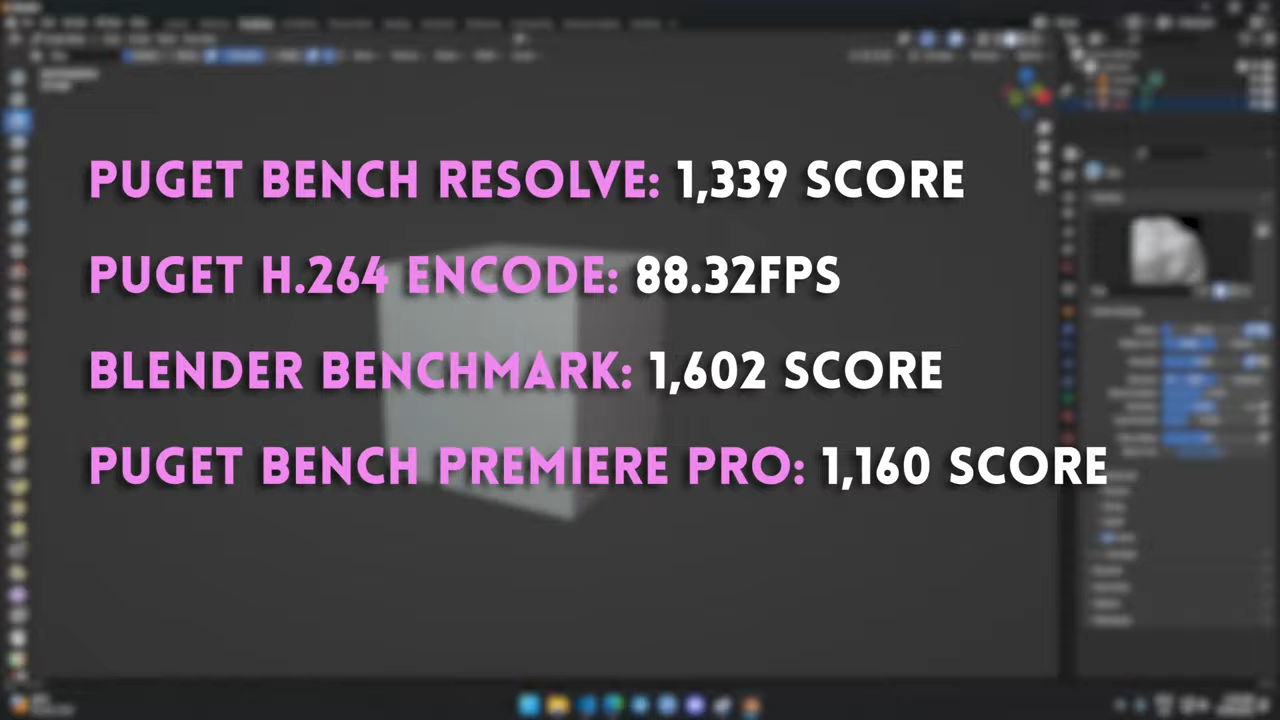 PUGET BENCH RESOLVE: 1,339 SCORE
PUGET H.264 ENCODE: 88.32FPS
BLENDER BENCHMARK: 1,602 SCORE
PUGET BENCH PREMIERE PRO: 1,160 SCORE